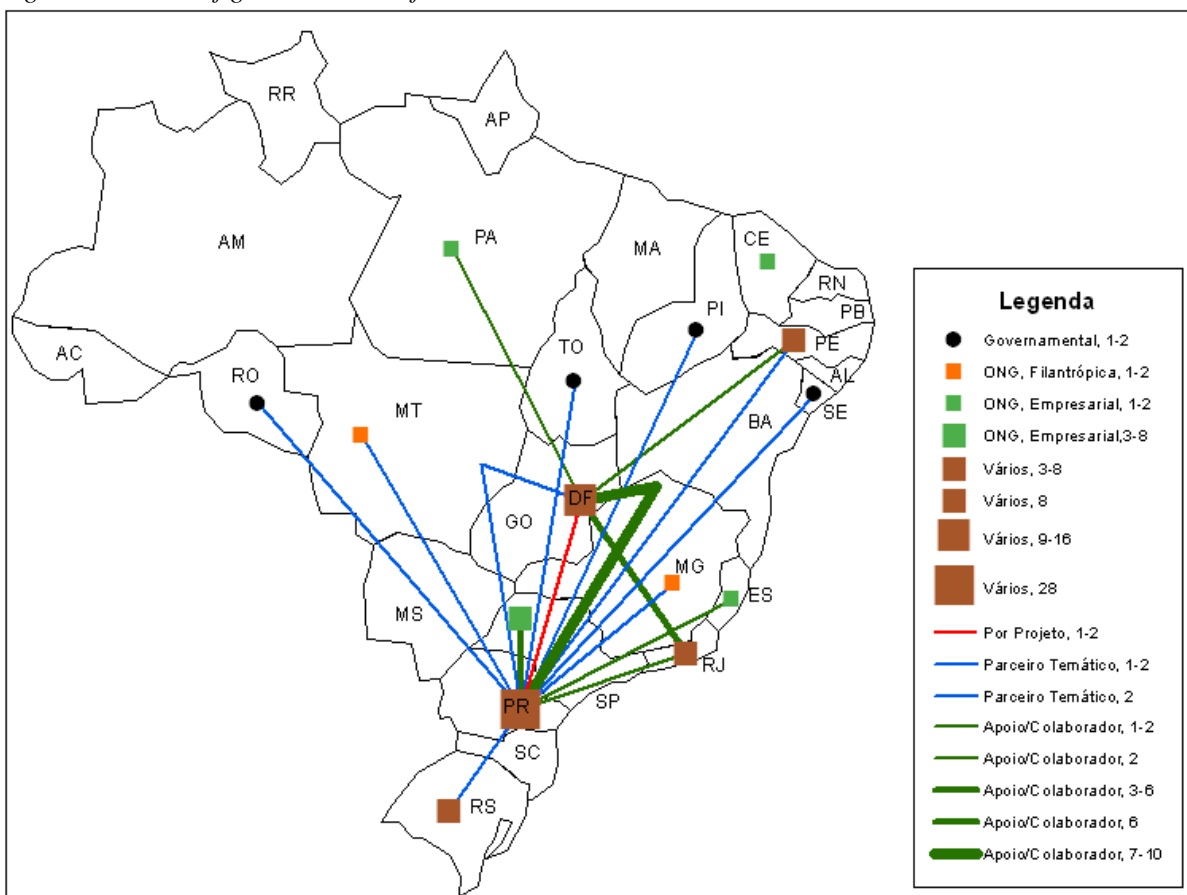 RR
AP
AM
PA
MA
CE
RN
PB
PI
PE
AC
RO
TO
AL
SE
MT
BA
DF
GO
MG
MS
ES
RJ
PR
SP
SC
RS
Legenda
Governamental, 1-2
ONG, Filantrópica, 1-2
ONG, Empresarial, 1-2
ONG, Empresarial,3-8
Vários, 3-8
Vários, 8
Vários, 9-16
Vários, 28
Por Projeto, 1-2
Parceiro Temático, 1-2
Parceiro Temático, 2
Apoio/Colaborador, 1-2
Apoio/Colaborador, 2
Apoio/Colaborador, 3-6
Apoio/Colaborador, 6
Apoio/Colaborador, 7-10